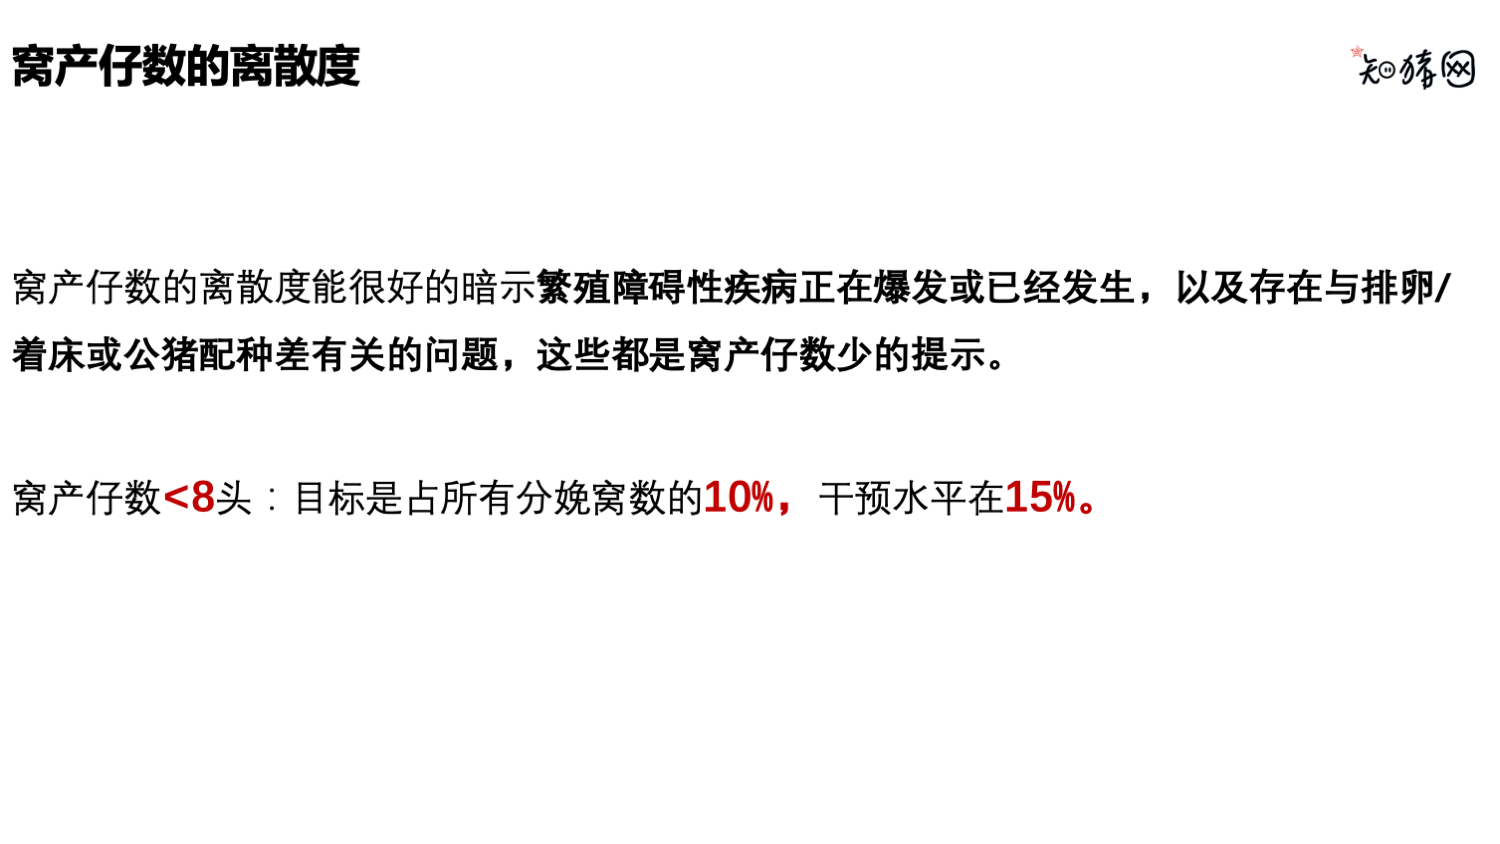 窝产仔数的离散度
知猪网
窝产仔数的离散度能很好的暗示繁殖障碍性疾病正在爆发或已经发生，以及存在与排卵/
着床或公猪配种差有关的问题，这些都是窝产仔数少的提示。
窝产仔数<8头：目标是占所有分娩窝数的10%，干预水平在15%。